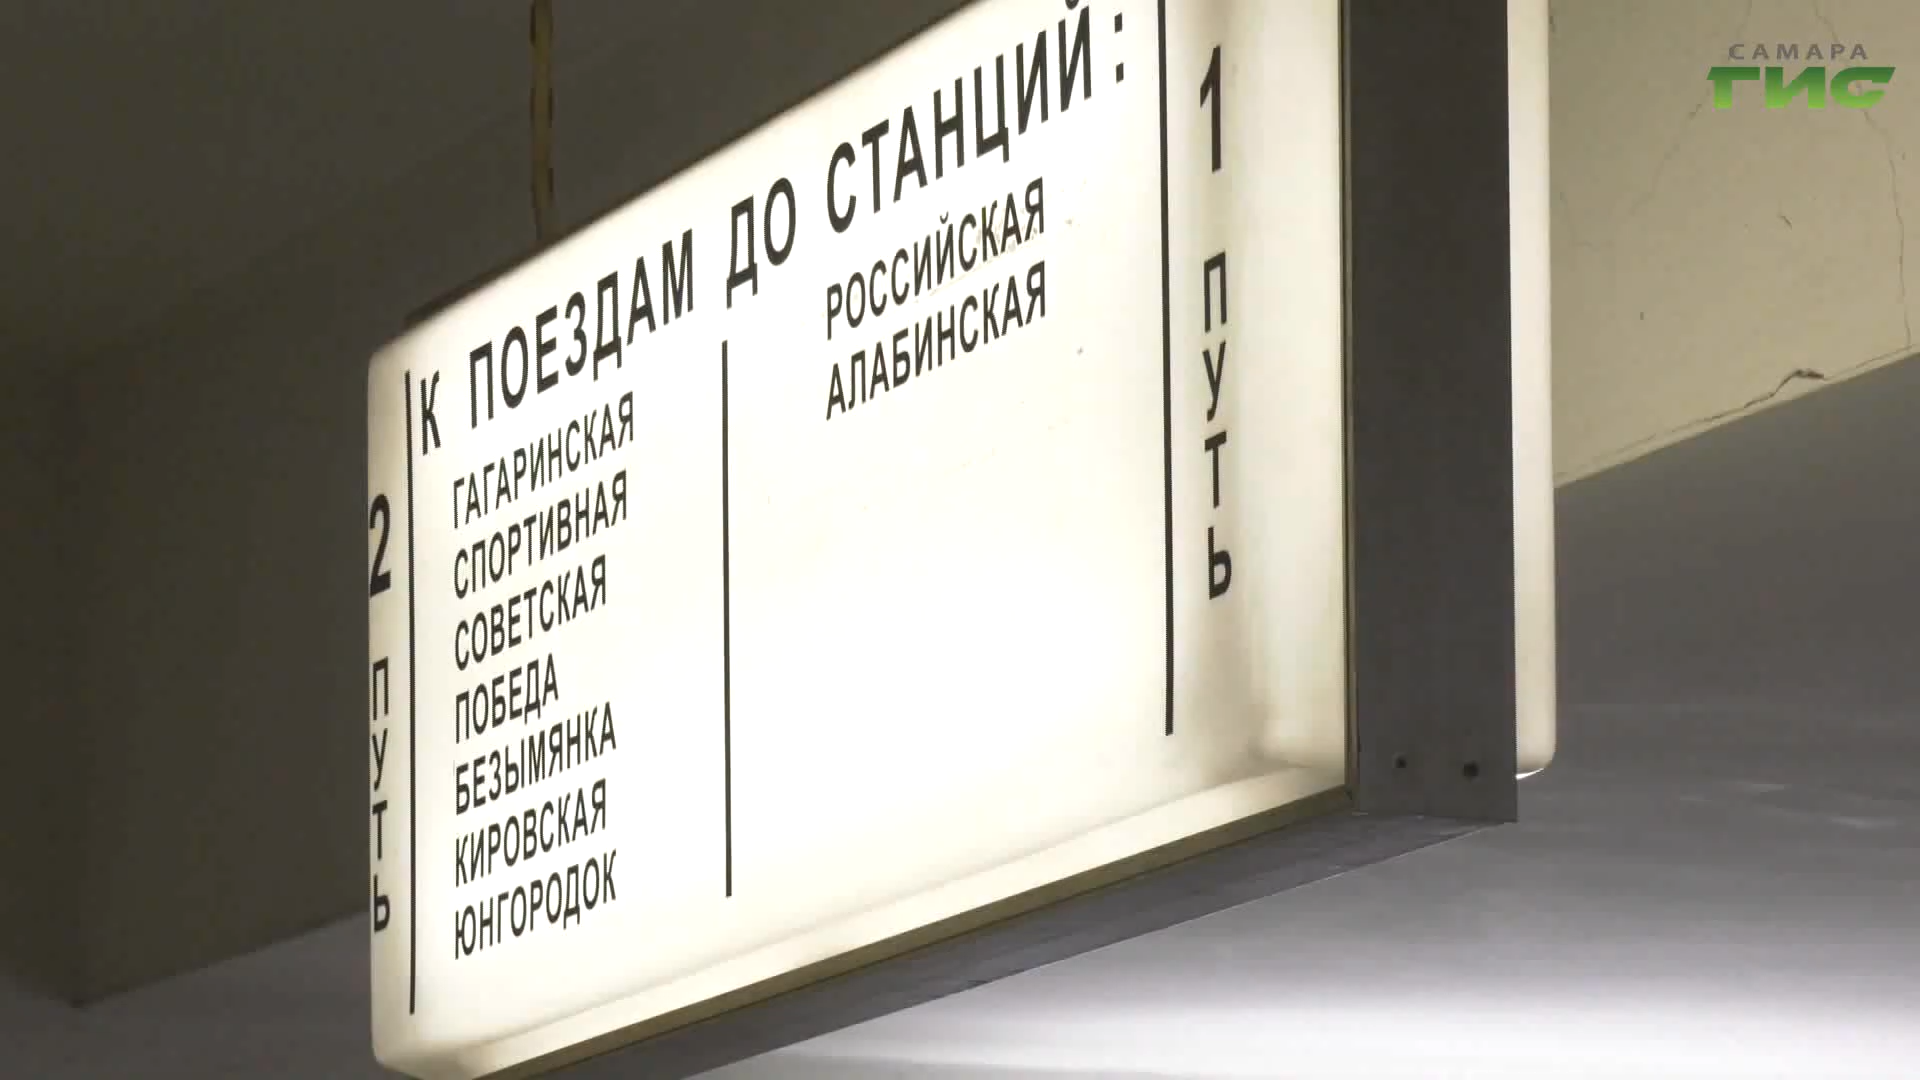 К ПОЕЗДАМ ДО СТАНЦИЙ:
2 ПУТЬ
ГАГАРИНСКАЯ
СПОРТИВНАЯ
СОВЕТСКАЯ
ПОБЕДА
БЕЗЫМЯНКА
КИРОВСКАЯ
ЮНГОРОДОК
РОССИЙСКАЯ
АЛАБИНСКАЯ
1 ПУТЬ
САМАРА
ГИС